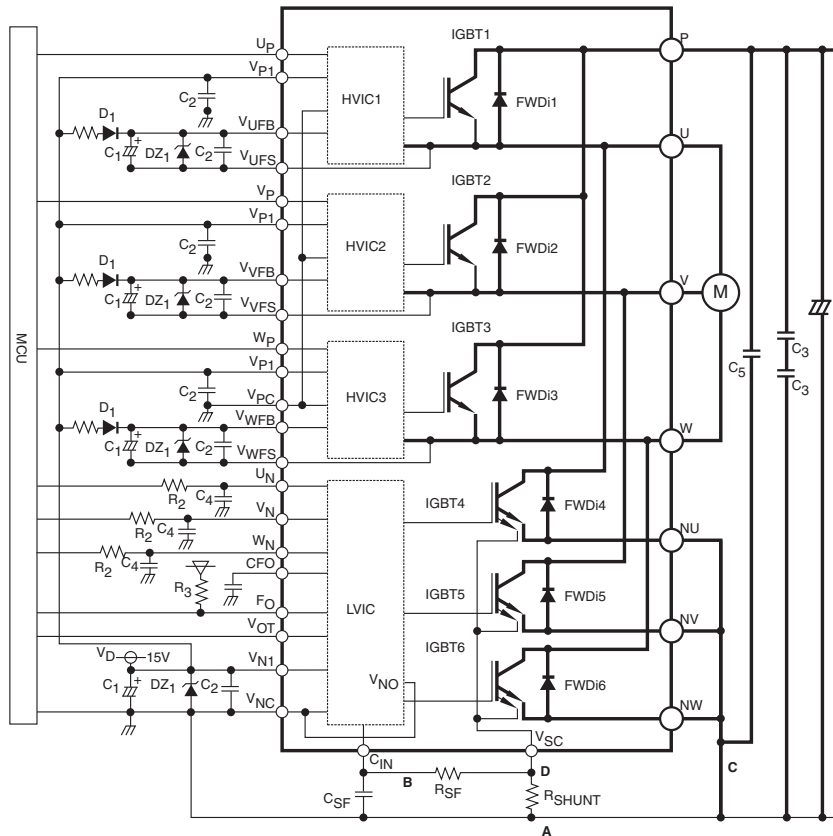 MCU
UP
VP1
C2
D1
C1
+
DZ1
C2
VUFB
VUFS
HVIC1
IGBT1
FWDi1
P
U
VP
VP1
C2
D1
C1
+
DZ1
C2
VVFB
VVFS
HVIC2
IGBT2
FWDi2
V
M
WP
VP1
C2
VPC
D1
C1
+
DZ1
C2
VWFB
VWFS
HVIC3
IGBT3
FWDi3
W
C5
C3
C3
UN
R2
C4
VN
R2
C4
WN
R2
C4
CFO
R3
FO
VOT
LVIC
IGBT4
FWDi4
NU
IGBT5
FWDi5
NV
IGBT6
FWDi6
NW
VD
15V
C1
+
DZ1
C2
VN1
VNC
VNO
VSC
CIN
B
D
C
CSF
RSF
RSHUNT
A